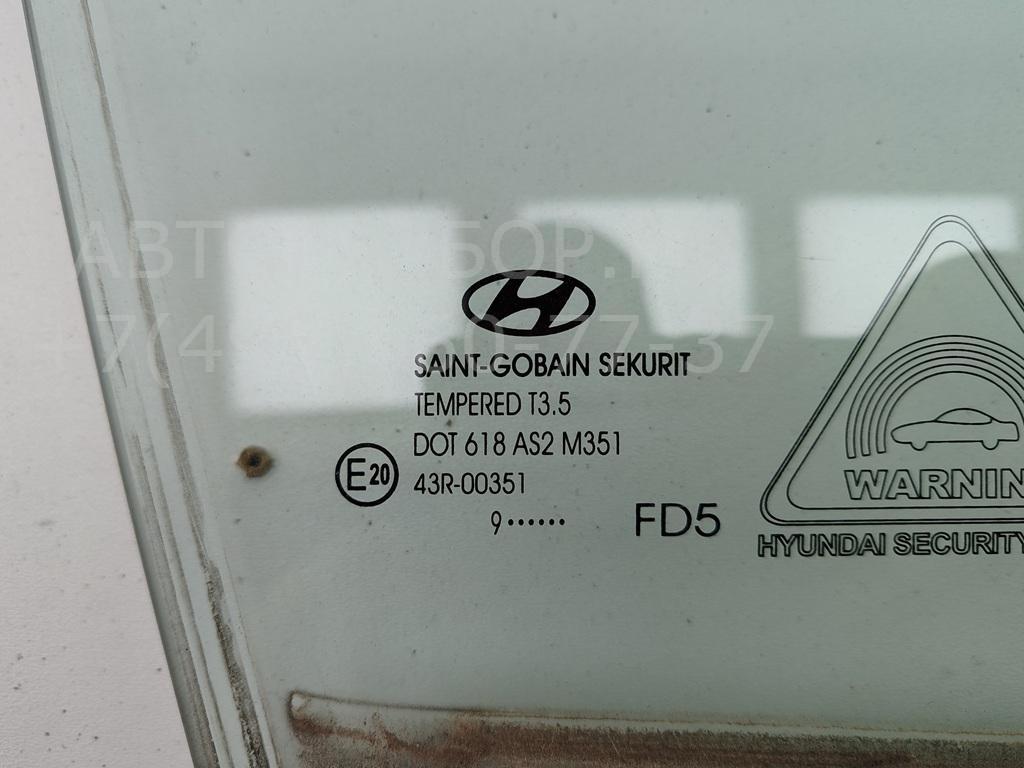 SAINT-GOBAIN SEKURIT
TEMPERED T3.5
DOT 618 AS2 M351
E20 43R-00351
9 ······ FD5
WARNIN
HYUNDAI SECURITY